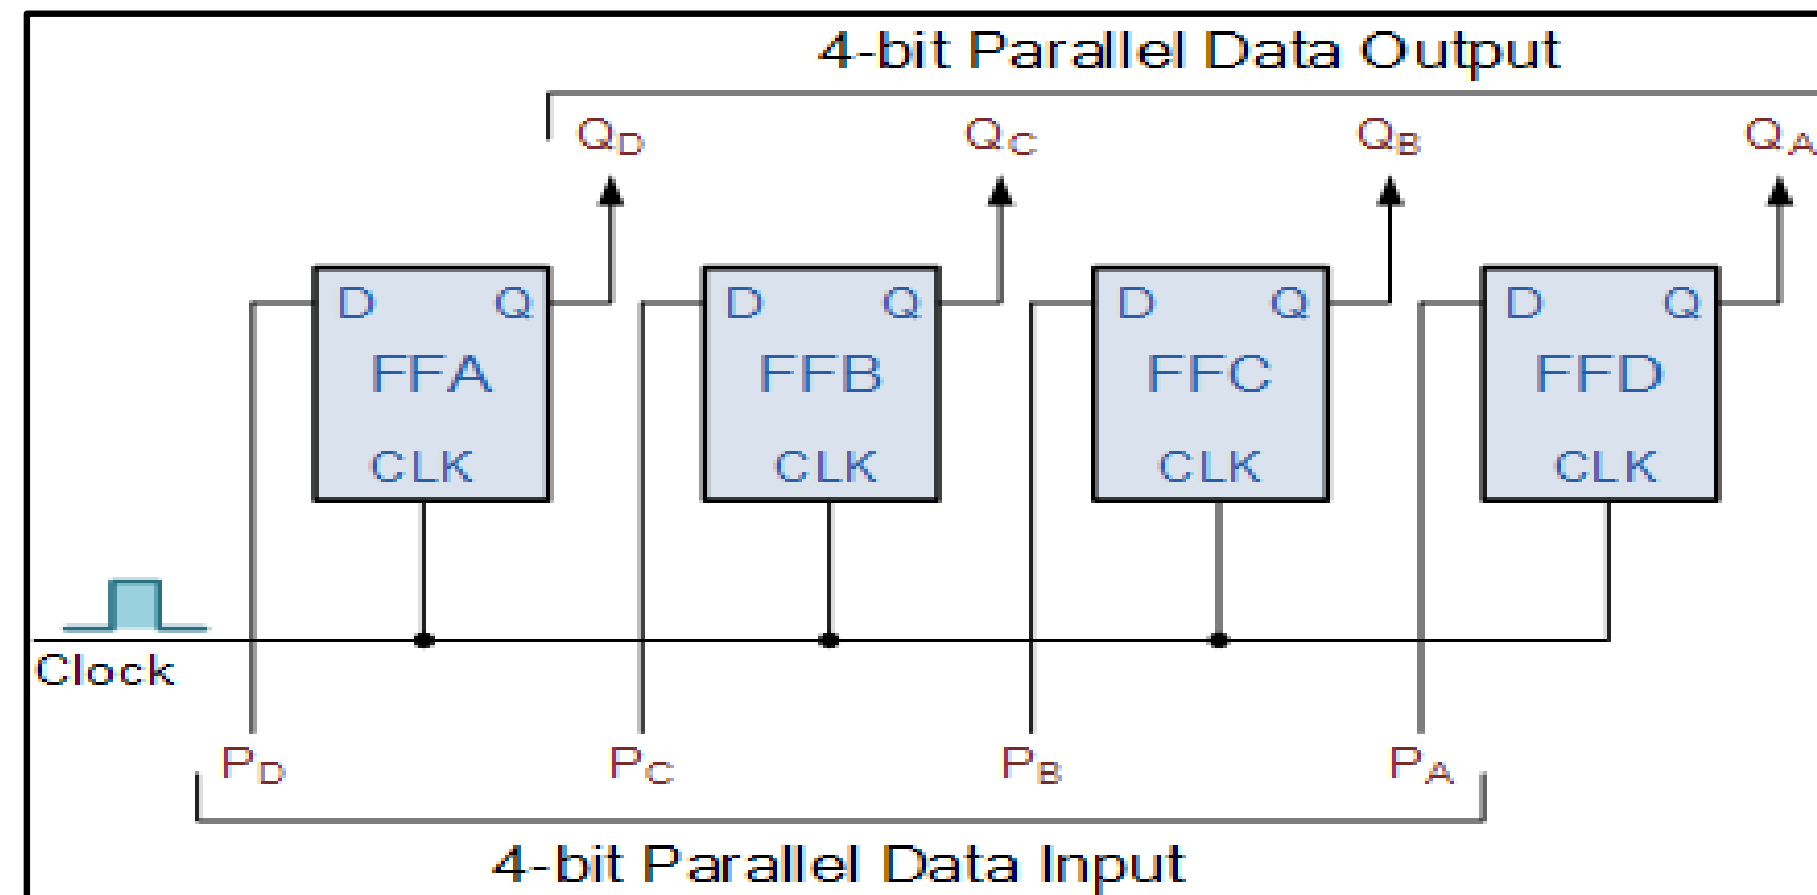 4-bit Parallel Data Output
QD QC QB QA
D Q D Q D Q D Q
FFA FFB FFC FFD
CLK CLK CLK CLK
Clock
PD PC PB PA
4-bit Parallel Data Input